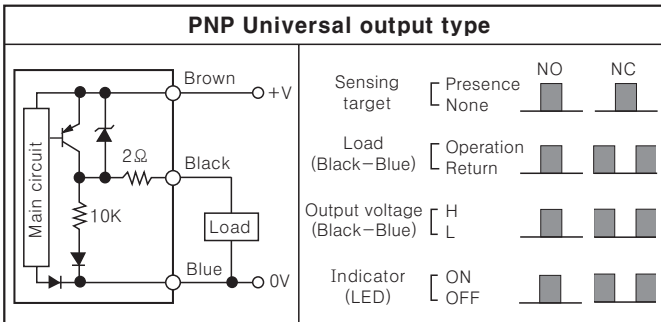 PNP Universal output type
Main circuit
Brown
+V
2Ω
Black
10K
Load
Blue
0V
NO NC
Sensing target
Presence
None
Load
(Black-Blue)
Operation
Return
Output voltage
(Black-Blue)
H
L
Indicator
(LED)
ON
OFF